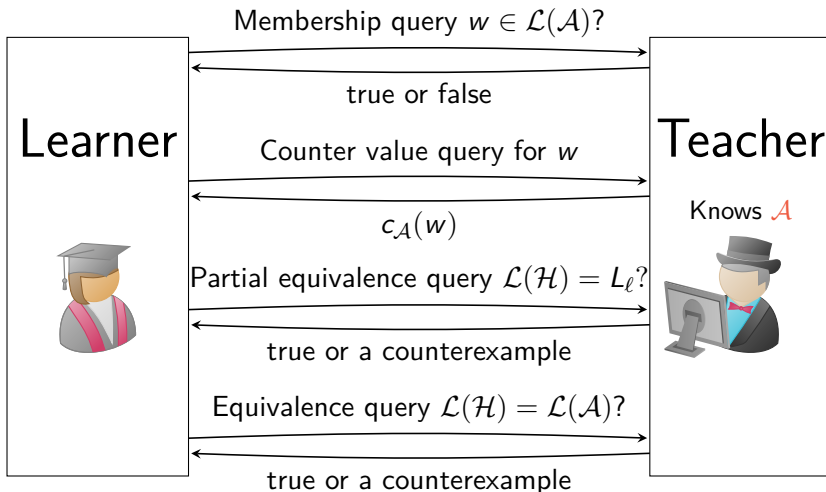 Membership query w ∈ ℒ(𝒜)?
true or false
Learner
Teacher
Counter value query for w
Knows 𝒜
c𝒜(w)
Partial equivalence query ℒ(ℋ) = Lℓ?
true or a counterexample
Equivalence query ℒ(ℋ) = ℒ(𝒜)?
true or a counterexample